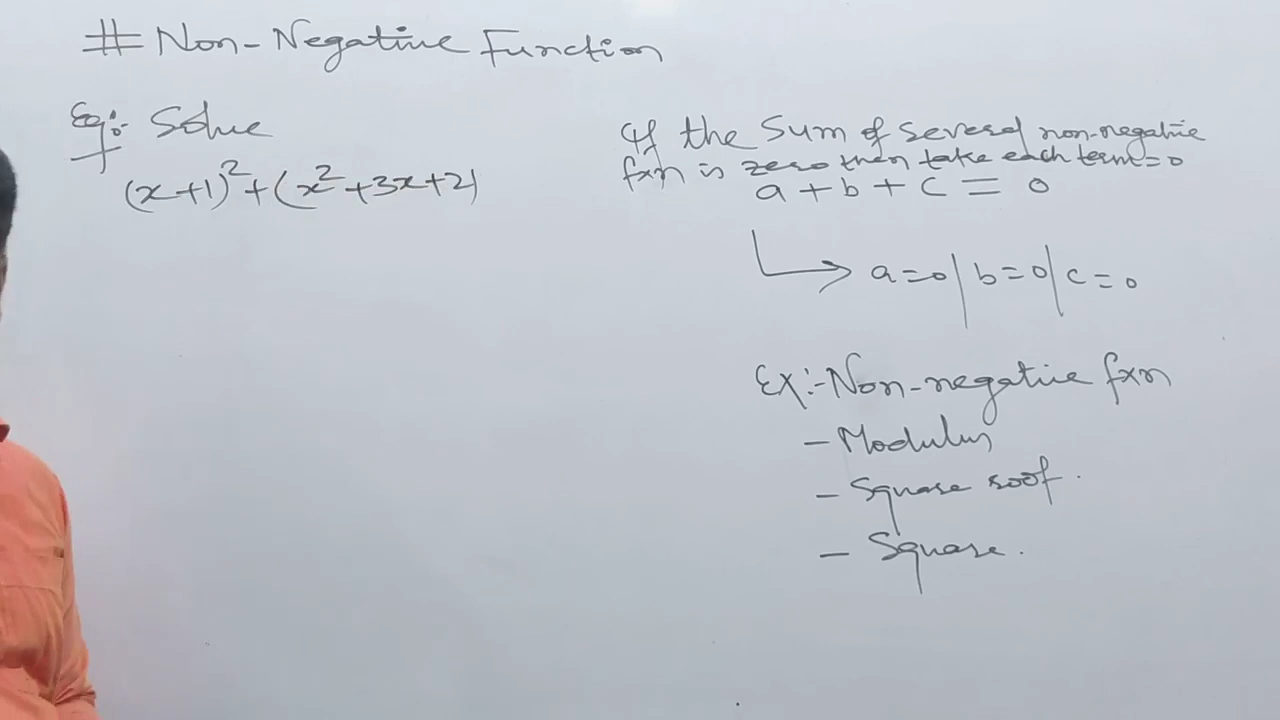 # Non-Negative Function
Eg:- Solve
(x+1)² + (x²+3x+2)
If the Sum of several non-negative
fxn is zero then take each term=0
a + b + c = 0
a=0 | b=0 | c=0
Ex:- Non-negative fxn
- Modulus
- Square root.
- Square.